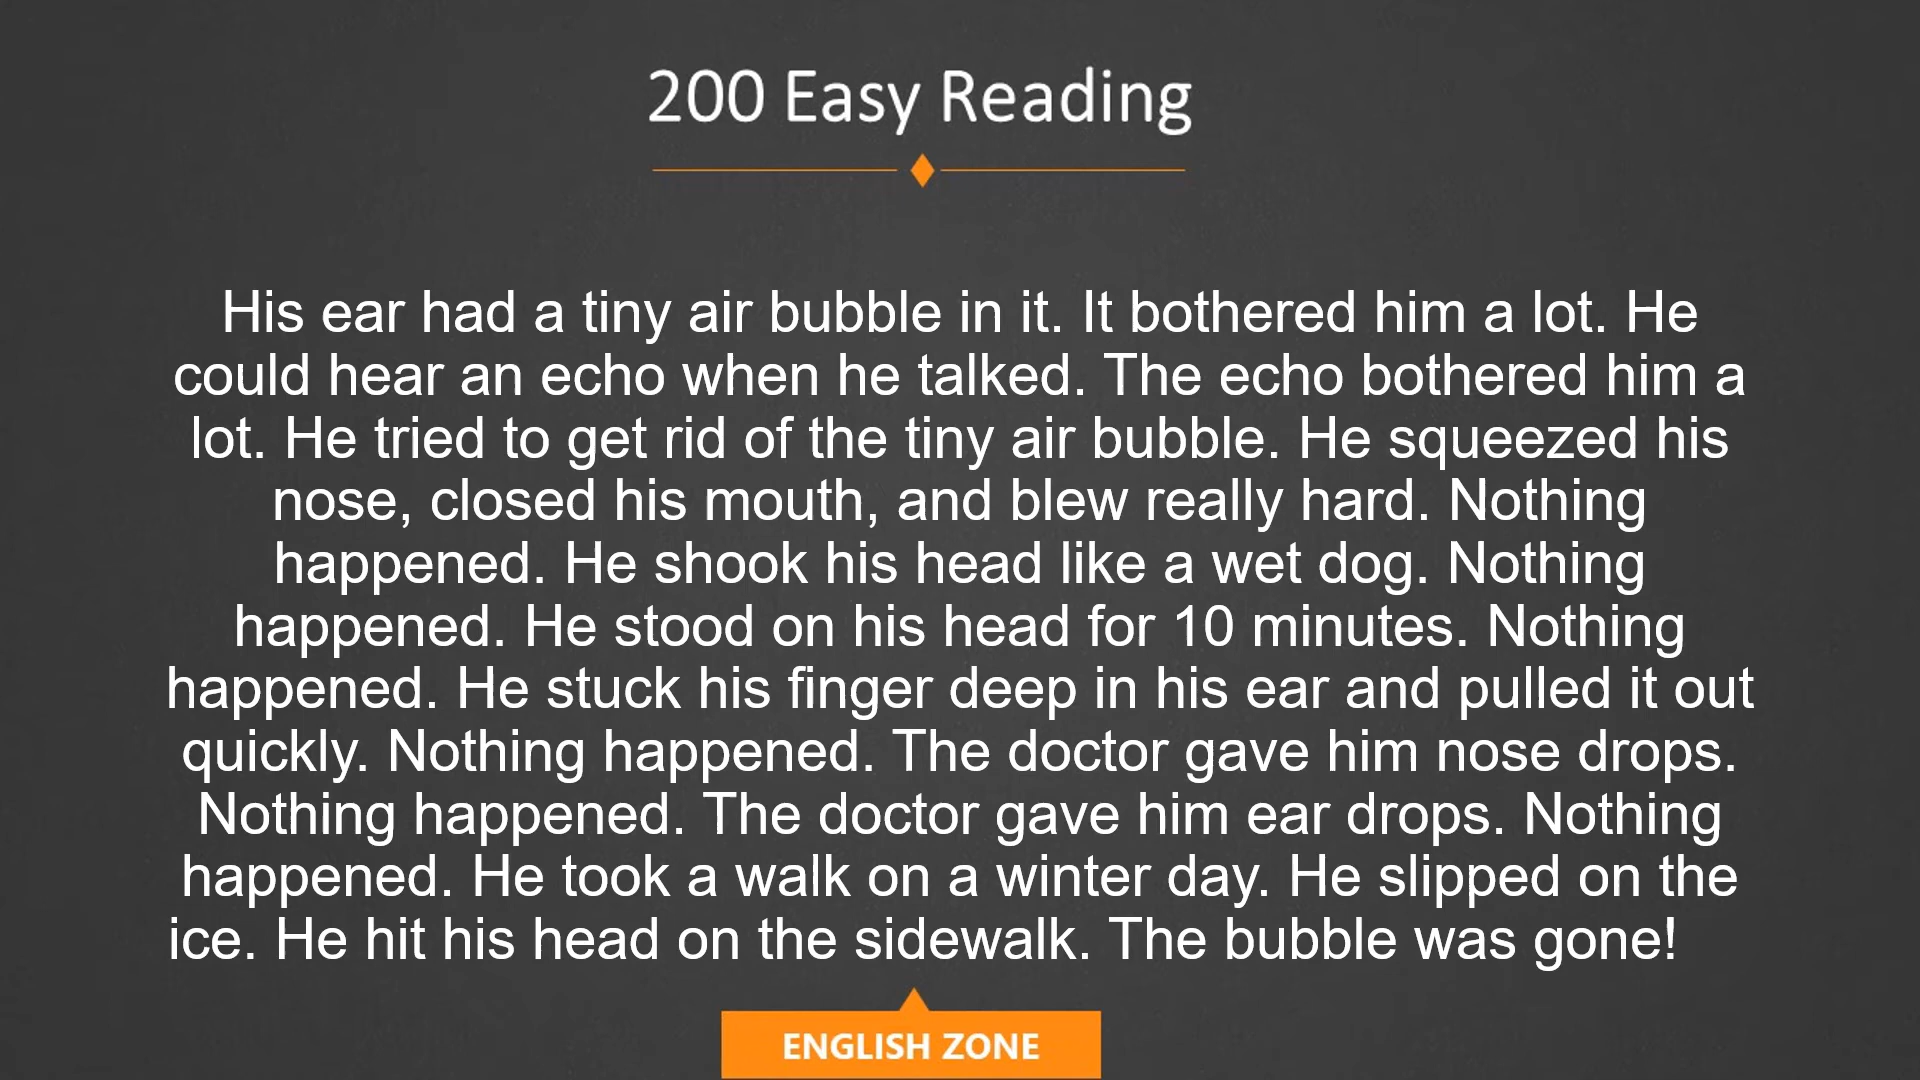 200 Easy Reading
His ear had a tiny air bubble in it. It bothered him a lot. He
could hear an echo when he talked. The echo bothered him a
lot. He tried to get rid of the tiny air bubble. He squeezed his
nose, closed his mouth, and blew really hard. Nothing
happened. He shook his head like a wet dog. Nothing
happened. He stood on his head for 10 minutes. Nothing
happened. He stuck his finger deep in his ear and pulled it out
quickly. Nothing happened. The doctor gave him nose drops.
Nothing happened. The doctor gave him ear drops. Nothing
happened. He took a walk on a winter day. He slipped on the
ice. He hit his head on the sidewalk. The bubble was gone!
ENGLISH ZONE